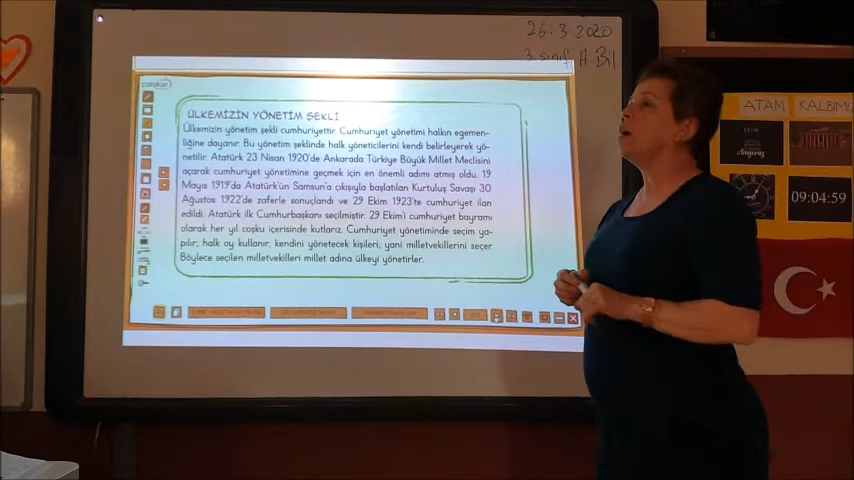 26.3.2020
3.sınıf H.Bil
çalışkan
ÜLKEMİZİN YÖNETİM ŞEKLİ
Ülkemizin yönetim şekli cumhuriyettir. Cumhuriyet yönetimi halkın egemen-
liğine dayanır. Bu yönetim şeklinde halk yöneticilerini kendi belirleyerek yö-
netilir. Atatürk 23 Nisan 1920'de Ankarada Türkiye Büyük Millet Meclisini
açarak cumhuriyet yönetimine geçmek için en önemli adımı atmış oldu. 19
Mayıs 1919'da Atatürk'ün Samsun'a çıkışıyla başlatılan Kurtuluş Savaşı 30
Ağustos 1922'de zaferle sonuçlandı ve 29 Ekim 1923'te cumhuriyet ilan
edildi. Atatürk ilk Cumhurbaşkanı seçilmiştir. 29 Ekim'i cumhuriyet bayramı
olarak her yıl coşku içerisinde kutlarız. Cumhuriyet yönetiminde seçim ya-
pılır; halk oy kullanır, kendini yönetecek kişileri, yani milletvekillerini seçer.
Böylece seçilen milletvekilleri millet adına ülkeyi yönetirler.
ATAM
KALBİMİ
09:04:59